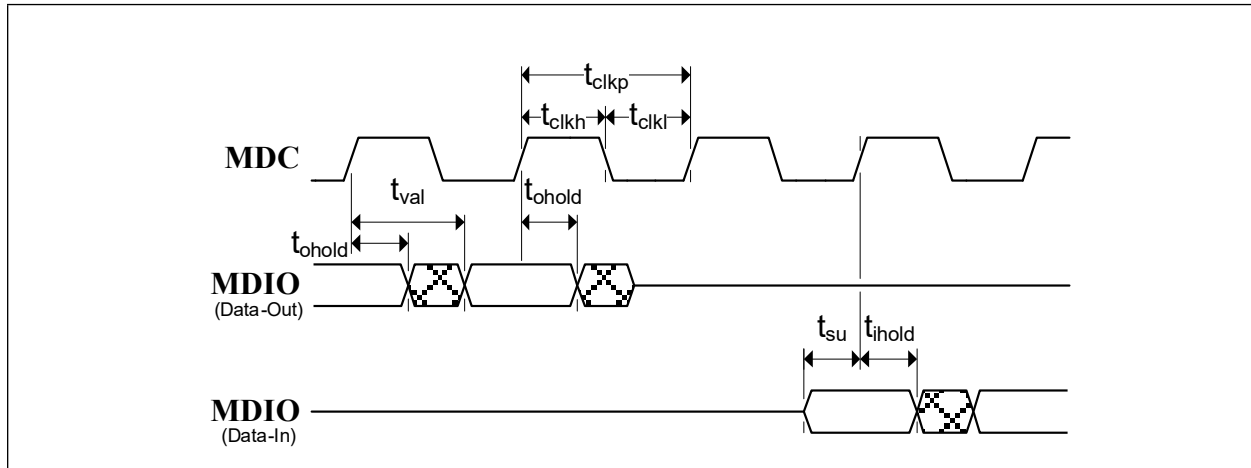 tclkp
tclkh tclkl
MDC
tval tohold
tohold
MDIO
(Data-Out)
tsu tihold
MDIO
(Data-In)